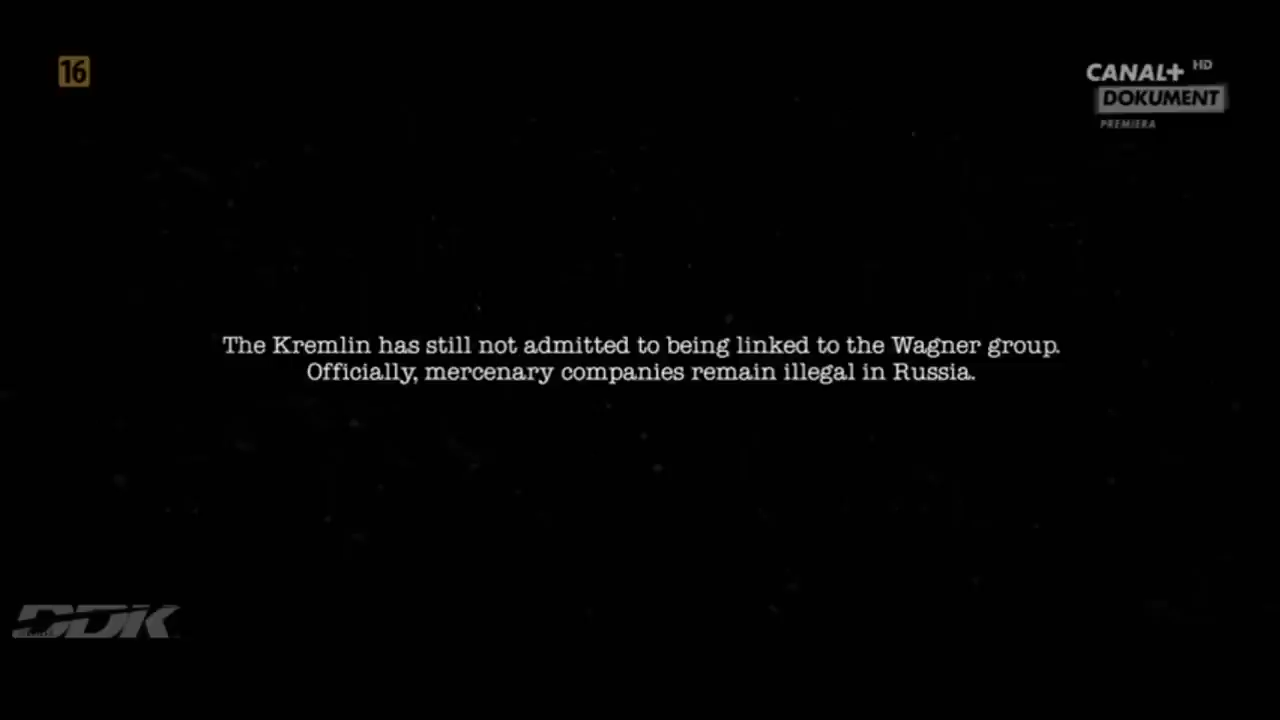 16
CANAL+ HD
DOKUMENT
PREMIERA
The Kremlin has still not admitted to being linked to the Wagner group.
Officially, mercenary companies remain illegal in Russia.
DDK